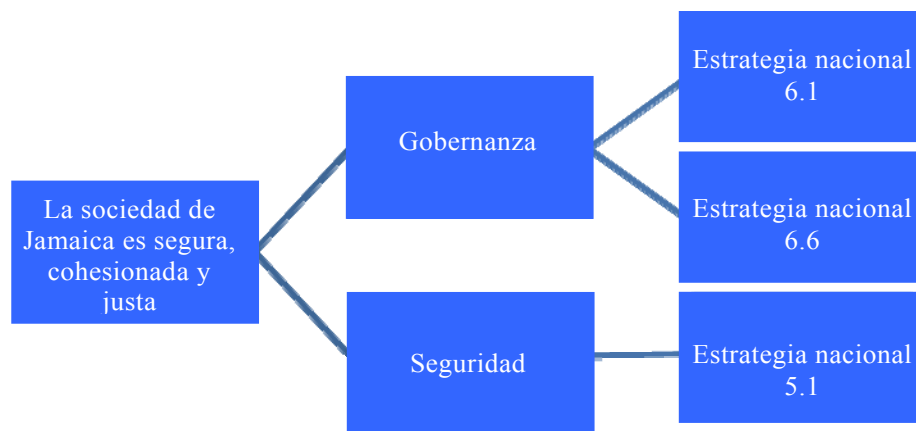 La sociedad de
Jamaica es segura,
cohesionada y
justa
Gobernanza
Seguridad
Estrategia nacional
6.1
Estrategia nacional
6.6
Estrategia nacional
5.1